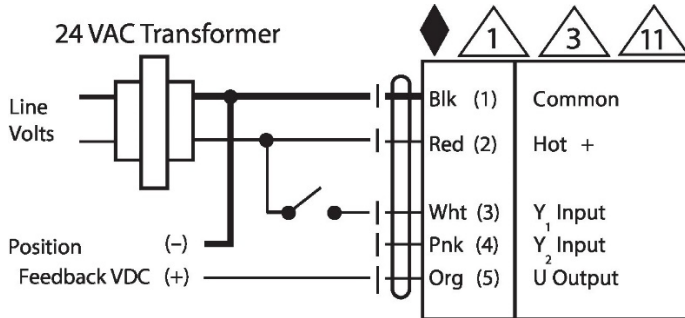 24 VAC Transformer
1 3 11
Line
Volts
Blk (1) Common
Red (2) Hot +
Wht (3) Y1 Input
Pnk (4) Y2 Input
Org (5) U Output
Position (–)
Feedback VDC (+)